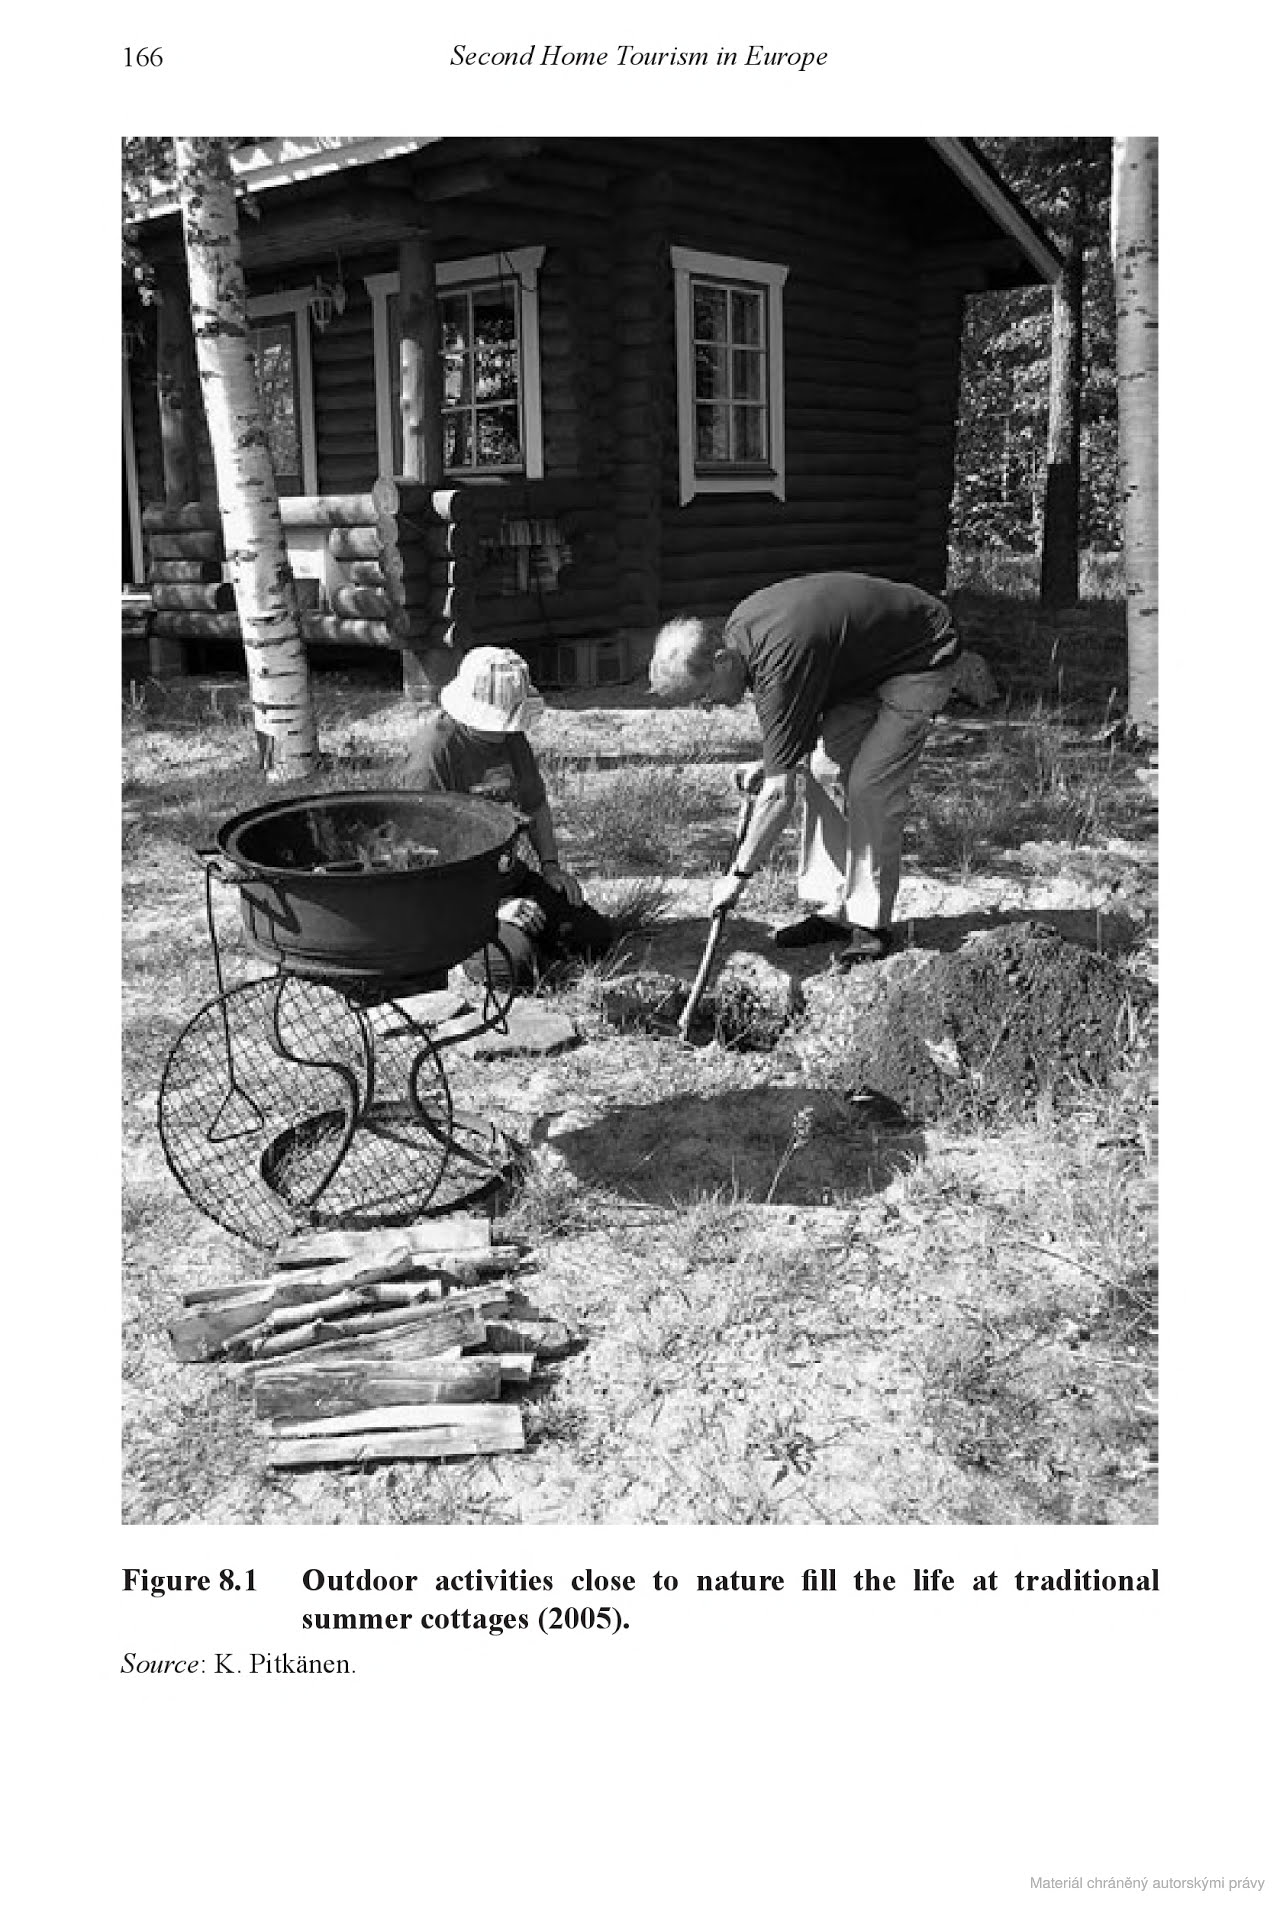 166
Second Home Tourism in Europe
Figure 8.1 Outdoor activities close to nature fill the life at traditional
summer cottages (2005).
Source: K. Pitkänen.
Materiál chráněný autorskými právy